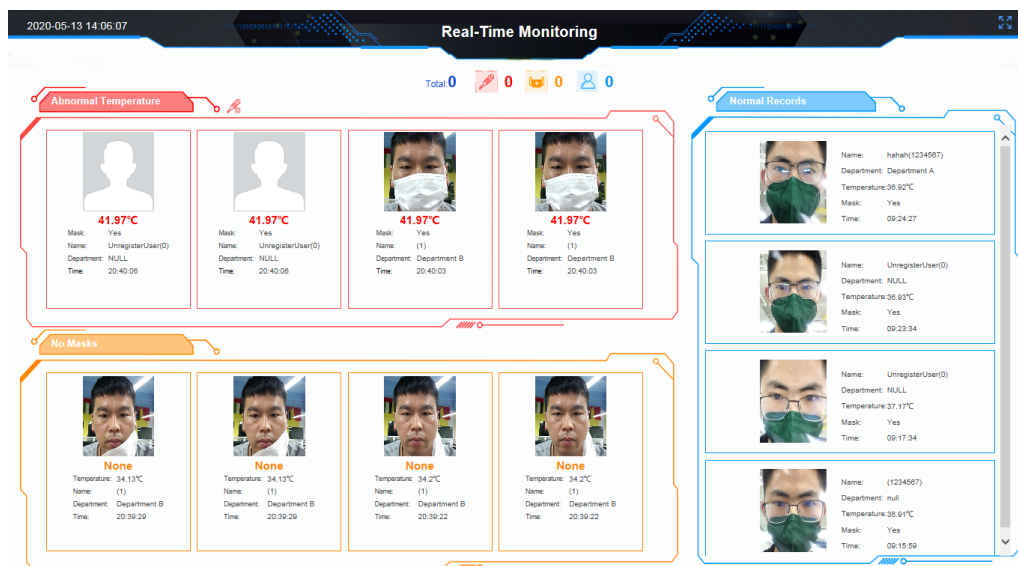 2020-05-13 14:06:07
Real-Time Monitoring
Total:0 0 0 0
Abnormal Temperature
41.97℃
Mask: Yes
Name: UnregisterUser(0)
Department: NULL
Time: 20:40:06
41.97℃
Mask: Yes
Name: UnregisterUser(0)
Department: NULL
Time: 20:40:06
41.97℃
Mask: Yes
Name: (1)
Department: Department B
Time: 20:40:03
41.97℃
Mask: Yes
Name: (1)
Department: Department B
Time: 20:40:03
No Masks
None
Temperature: 34.13℃
Name: (1)
Department: Department B
Time: 20:39:29
None
Temperature: 34.13℃
Name: (1)
Department: Department B
Time: 20:39:29
None
Temperature: 34.2℃
Name: (1)
Department: Department B
Time: 20:39:22
None
Temperature: 34.2℃
Name: (1)
Department: Department B
Time: 20:39:22
Normal Records
Name: hahah(1234567)
Department: Department A
Temperature:36.92℃
Mask: Yes
Time: 09:24:27
Name: UnregisterUser(0)
Department: NULL
Temperature:36.93℃
Mask: Yes
Time: 09:23:34
Name: UnregisterUser(0)
Department: NULL
Temperature:37.17℃
Mask: Yes
Time: 09:17:34
Name: (1234567)
Department: null
Temperature:36.91℃
Mask: Yes
Time: 09:15:59